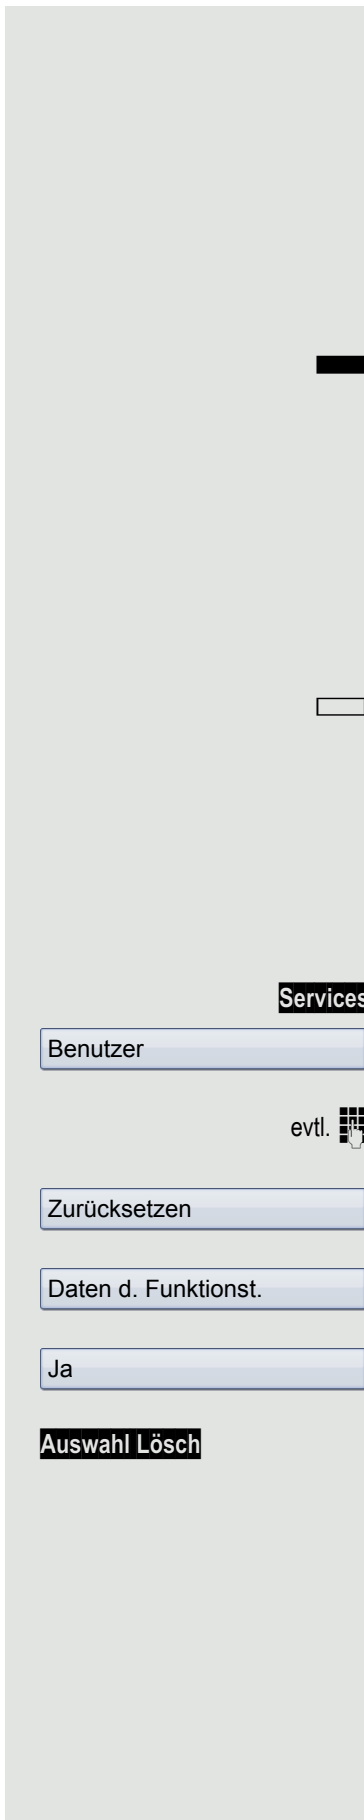 Services
Benutzer
evtl.
Zurücksetzen
Daten d. Funktionst.
Ja
Auswahl Lösch